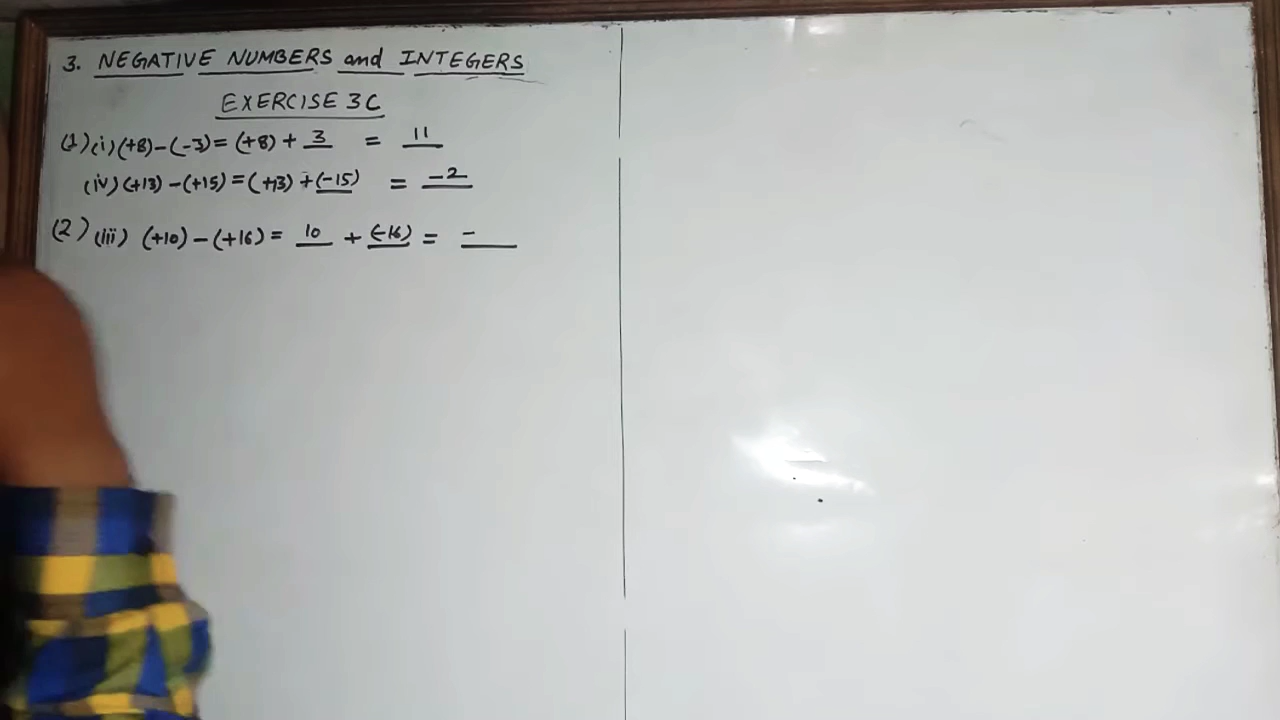 3. NEGATIVE NUMBERS and INTEGERS
EXERCISE 3C
(1) (i) (+8) - (-3) = (+8) + 3 = 11
(iv) (+13) - (+15) = (+13) + (-15) = -2
(2) (iii) (+10) - (+16) = 10 + (-16) = -